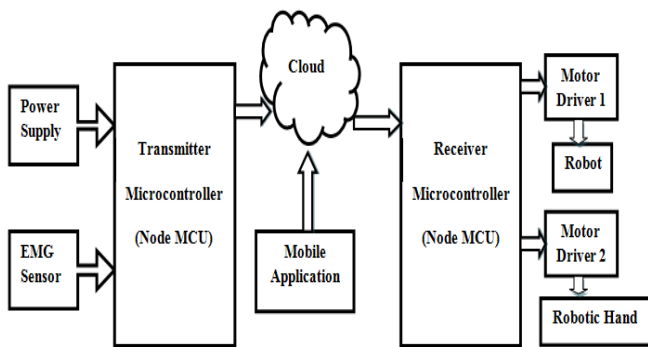 Power
Supply
EMG
Sensor
Transmitter
Microcontroller
(Node MCU)
Cloud
Mobile
Application
Receiver
Microcontroller
(Node MCU)
Motor
Driver 1
Robot
Motor
Driver 2
Robotic Hand